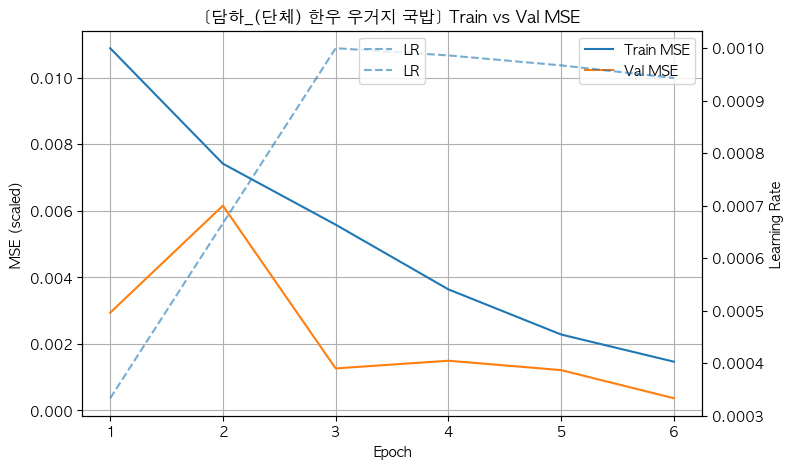 [담하_(단체) 한우 우거지 국밥] Train vs Val MSE
MSE (scaled)
0.010
0.008
0.006
0.004
0.002
0.000
LR
LR
Train MSE
Val MSE
0.0010
0.0009
0.0008
0.0007
0.0006
0.0005
0.0004
0.0003
Learning Rate
1 2 3 4 5 6
Epoch